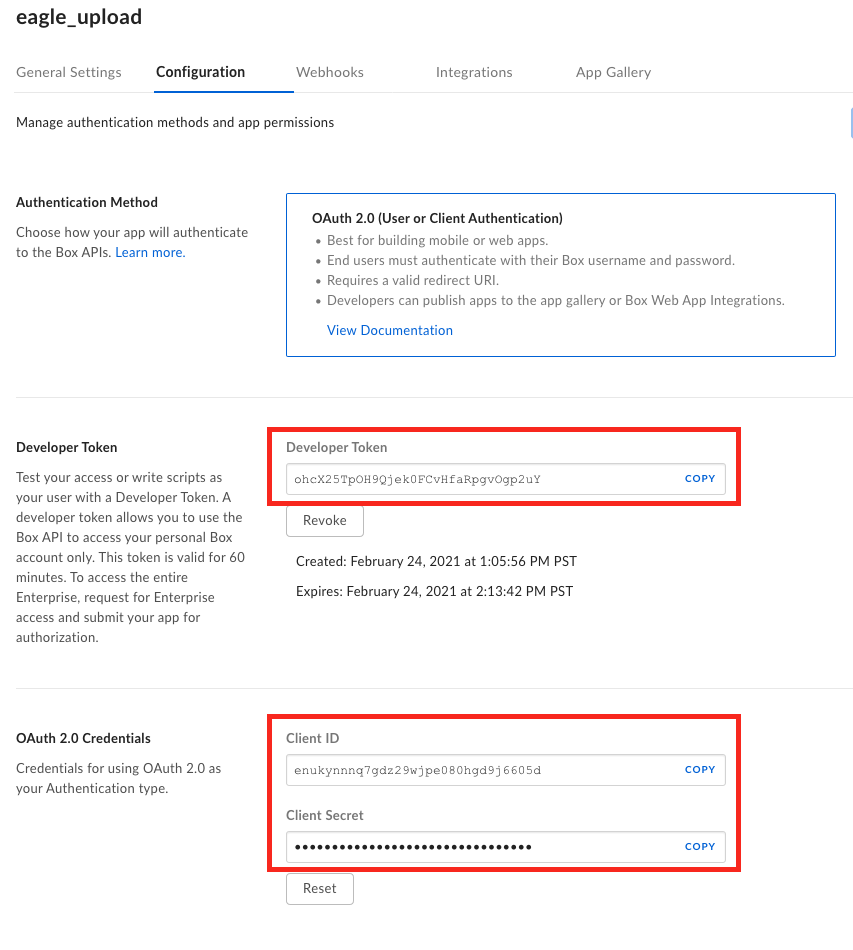 eagle_upload
General Settings Configuration Webhooks Integrations App Gallery
Manage authentication methods and app permissions
Authentication Method
Choose how your app will authenticate
to the Box APIs. Learn more.
OAuth 2.0 (User or Client Authentication)
• Best for building mobile or web apps.
• End users must authenticate with their Box username and password.
• Requires a valid redirect URI.
• Developers can publish apps to the app gallery or Box Web App Integrations.
View Documentation
Developer Token
Test your access or write scripts as
your user with a Developer Token. A
developer token allows you to use the
Box API to access your personal Box
account only. This token is valid for 60
minutes. To access the entire
Enterprise, request for Enterprise
access and submit your app for
authorization.
Developer Token
ohcX25TpOH9Qjek0FCvHfaRpgvOgp2uY COPY
Revoke
Created: February 24, 2021 at 1:05:56 PM PST
Expires: February 24, 2021 at 2:13:42 PM PST
OAuth 2.0 Credentials
Credentials for using OAuth 2.0 as
your Authentication type.
Client ID
enukynnnq7gdz29wjpe080hgd9j6605d COPY
Client Secret
•••••••••••••••••••••••••••••••• COPY
Reset